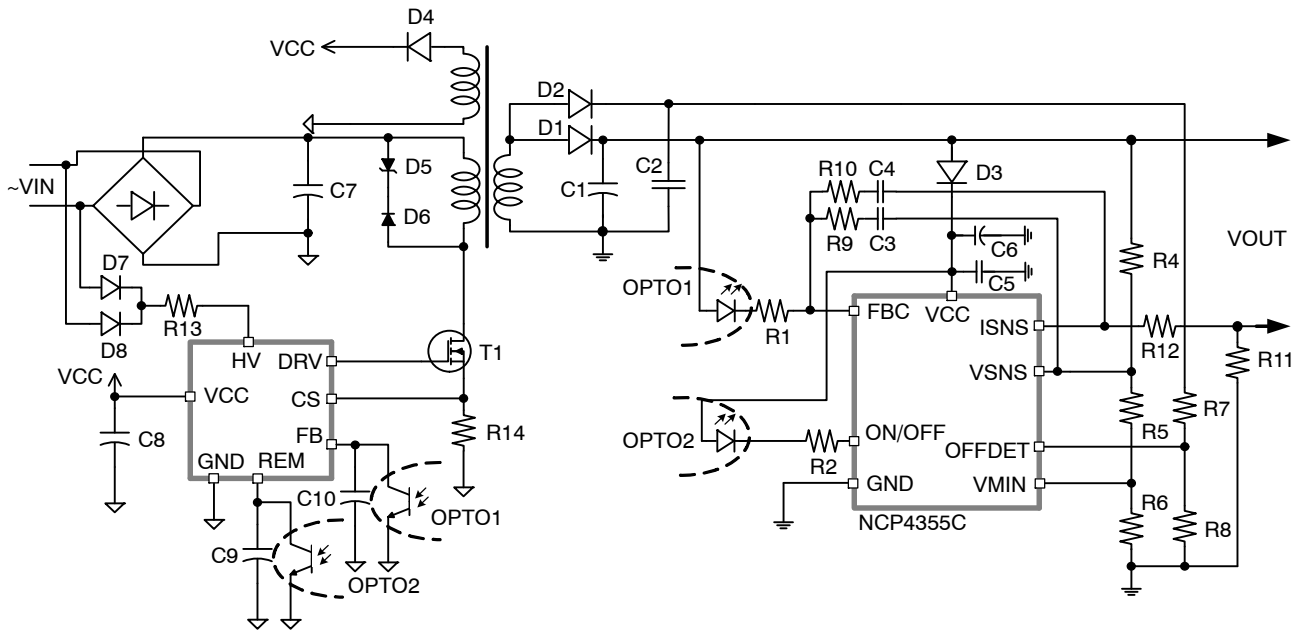 D4
VCC
D2
D1
D5
C7
D6
C1
C2
R10 C4
R9 C3
D3
C6
C5
R4
VOUT
~VIN
D7
D8
R13
OPTO1
R1
FBC
VCC
ISNS
R12
R11
VSNS
HV
DRV
T1
VCC
VCC
CS
C8
FB
R14
GND
REM
OPTO2
R2
ON/OFF
R5
R7
OFFDET
GND
VMIN
NCP4355C
R6
R8
C10
OPTO1
C9
OPTO2